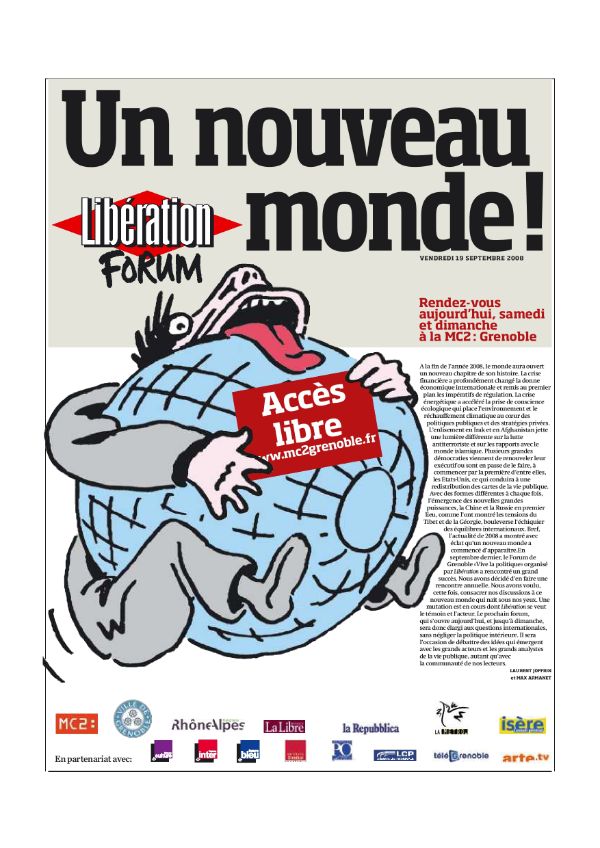 Un nouveau
monde !
Libération
FORUM
VENDREDI 19 SEPTEMBRE 2008
Rendez-vous
aujourd'hui, samedi
et dimanche
à la MC2 : Grenoble
Accès
libre
www.mc2grenoble.fr
A la fin de l'année 2008, le monde aura ouvert
un nouveau chapitre de son histoire. La crise
financière a profondément changé la donne
économique internationale et remis au premier
plan les impératifs de régulation. La crise
énergétique a accéléré la prise de conscience
écologique qui place l'environnement et le
réchauffement climatique au cœur des
politiques publiques et des stratégies privées.
L'enlisement en Irak et en Afghanistan jette
une lumière différente sur la lutte
antiterroriste et sur les rapports avec le
monde islamique. Plusieurs grandes
démocraties viennent de renouveler leur
exécutif ou sont en passe de le faire, à
commencer par la première d'entre elles,
les Etats-Unis, ce qui conduira à une
redistribution des cartes de la vie publique.
Avec des formes différentes à chaque fois,
l'émergence des nouvelles grandes
puissances, la Chine et la Russie en premier
lieu, comme l'ont montré les tensions du
Tibet et de la Géorgie, bouleverse l'échiquier
des équilibres internationaux. Bref,
l'actualité de 2008 a montré avec
éclat qu'un nouveau monde a
commencé d'apparaître.En
septembre dernier, le Forum de
Grenoble «Vive la politique» organisé
par Libération a rencontré un grand
succès. Nous avons décidé d'en faire une
rencontre annuelle. Nous avons voulu,
cette fois, consacrer nos discussions à ce
nouveau monde qui naît sous nos yeux. Une
mutation est en cours dont Libération se veut
le témoin et l'acteur. Le prochain forum,
qui s'ouvre aujourd'hui, et jusqu'à dimanche,
sera donc élargi aux questions internationales,
sans négliger la politique intérieure. Il sera
l'occasion de débattre des idées qui émergent
avec les grands acteurs et les grands analystes
de la vie publique, autant qu'avec
la communauté de nos lecteurs.
LAURENT JOFFRIN
et MAX ARMANET
MC2:
VILLE DE
GRENOBLE
RhôneAlpes
La Libre
la Repubblica
LA METRO
isère
En partenariat avec:
culture
inter
bleu
PO
LCP
téléGrenoble
arte.tv